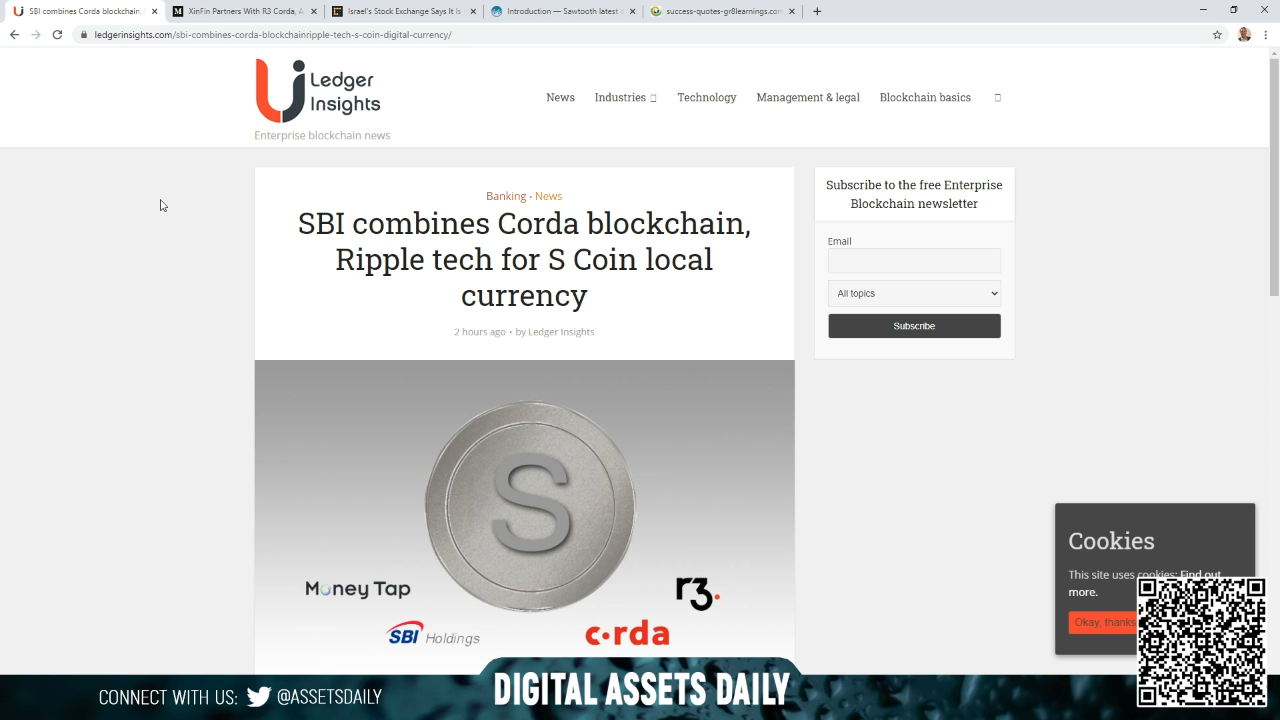 SBI combines Corda blockchain,
XinFin Partners With R3 Corda, A
Israel's Stock Exchange Says It Is
Introduction — Sawtooth latest
success-quotes-gr8learnings.com
ledgerinsights.com/sbi-combines-corda-blockchainripple-tech-s-coin-digital-currency/
Ledger
Insights
Enterprise blockchain news
News Industries Technology Management & legal Blockchain basics
Banking • News
SBI combines Corda blockchain,
Ripple tech for S Coin local
currency
2 hours ago • by Ledger Insights
Subscribe to the free Enterprise
Blockchain newsletter
Email
All topics
Subscribe
S
Money Tap
r3.
SBI Holdings
c·rda
Cookies
This site uses cookies: Find out
more.
Okay, thanks
CONNECT WITH US: @ASSETSDAILY
DIGITAL ASSETS DAILY